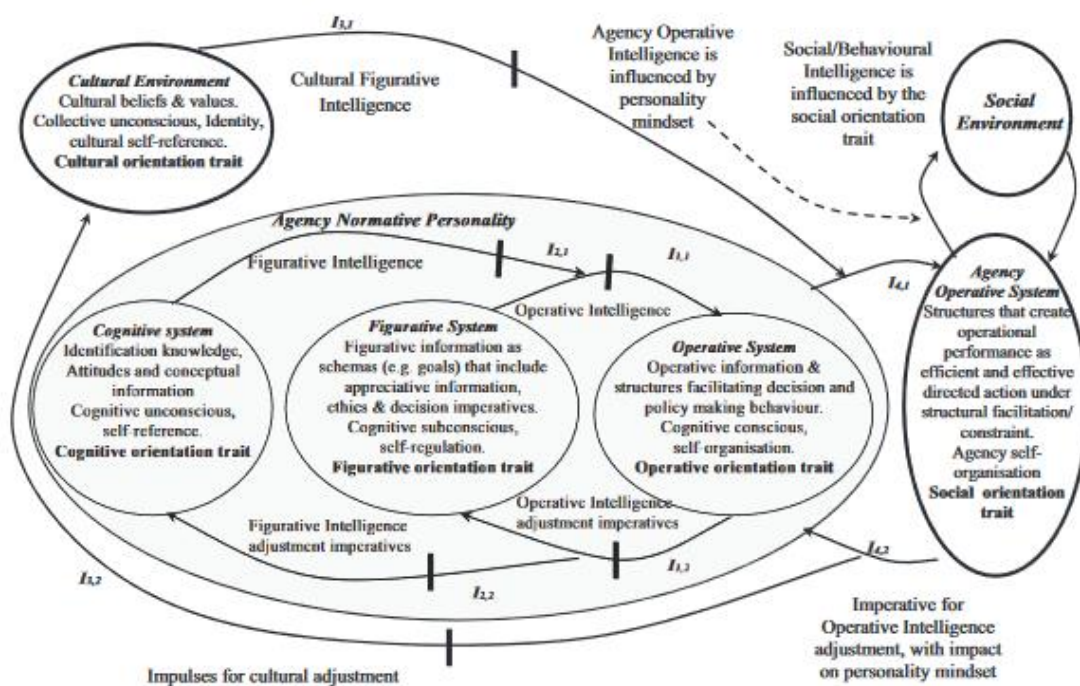 I3,1
Cultural Environment
Cultural beliefs & values.
Collective unconscious, Identity,
cultural self-reference.
Cultural orientation trait
Cultural Figurative
Intelligence
Agency Operative
Intelligence is
influenced by
personality
mindset
Social/Behavioural
Intelligence is
influenced by the
social orientation
trait
Social
Environment
Agency Normative Personality
Figurative Intelligence
I2,1
I1,1
Operative Intelligence
I4,1
Cognitive system
Identification knowledge,
Attitudes and conceptual
information
Cognitive unconscious,
self-reference.
Cognitive orientation trait
Figurative System
Figurative information as
schemas (e.g. goals) that include
appreciative information,
ethics & decision imperatives.
Cognitive subconscious,
self-regulation.
Figurative orientation trait
Operative System
Operative information &
structures facilitating decision and
policy making behaviour.
Cognitive conscious,
self-organisation.
Operative orientation trait
Agency
Operative System
Structures that create
operational
performance as
efficient and effective
directed action under
structural facilitation/
constraint.
Agency self-
organisation
Social orientation
trait
Figurative Intelligence
adjustment imperatives
Operative Intelligence
adjustment imperatives
I3,2
I2,2
I1,2
I4,2
Impulses for cultural adjustment
Imperative for
Operative Intelligence
adjustment, with impact
on personality mindset